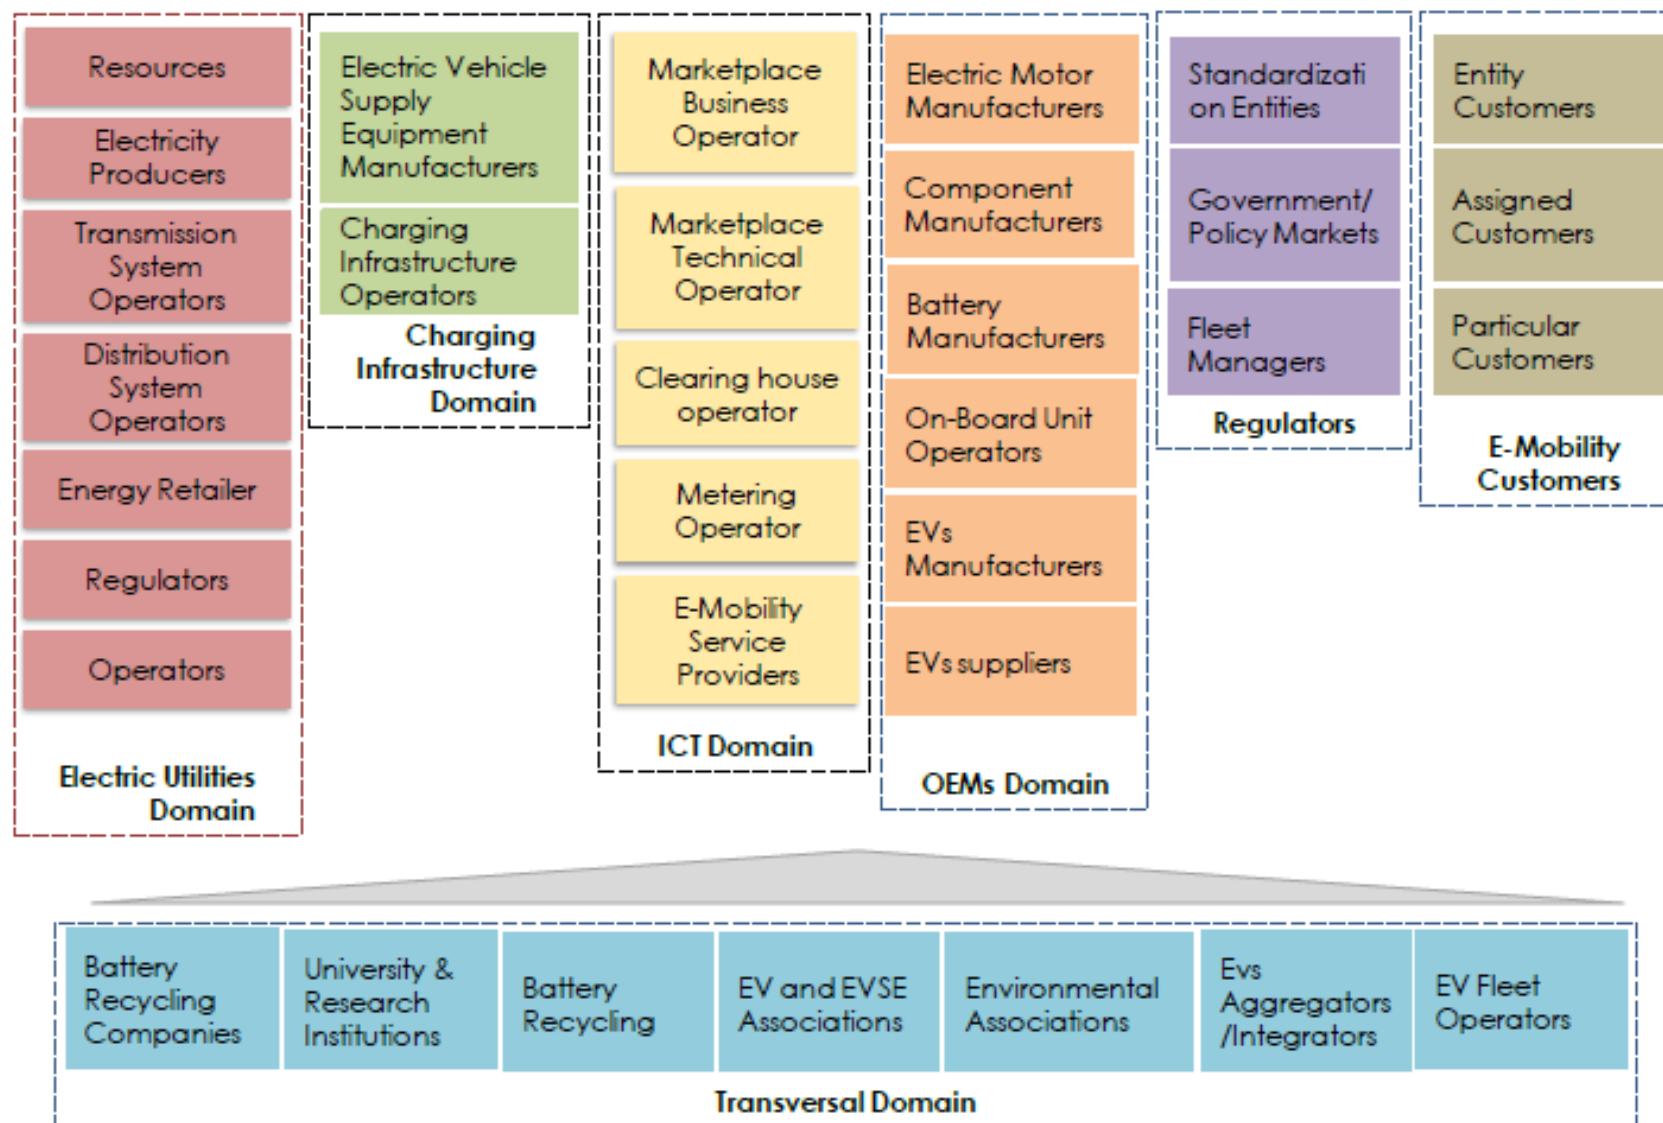 Resources
Electricity
Producers
Transmission
System
Operators
Distribution
System
Operators
Energy Retailer
Regulators
Operators
Electric Utilities
Domain
Electric Vehicle
Supply
Equipment
Manufacturers
Charging
Infrastructure
Operators
Charging
Infrastructure
Domain
Marketplace
Business
Operator
Marketplace
Technical
Operator
Clearing house
operator
Metering
Operator
E-Mobility
Service
Providers
ICT Domain
Electric Motor
Manufacturers
Component
Manufacturers
Battery
Manufacturers
On-Board Unit
Operators
EVs
Manufacturers
EVs suppliers
OEMs Domain
Standardizati
on Entities
Government/
Policy Markets
Fleet
Managers
Regulators
Entity
Customers
Assigned
Customers
Particular
Customers
E-Mobility
Customers
Battery
Recycling
Companies
University &
Research
Institutions
Battery
Recycling
EV and EVSE
Associations
Environmental
Associations
Evs
Aggregators
/Integrators
EV Fleet
Operators
Transversal Domain